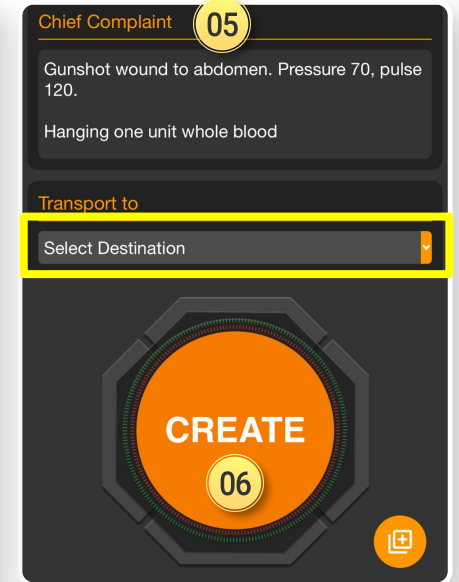 Chief Complaint
05
Gunshot wound to abdomen. Pressure 70, pulse
120.
Hanging one unit whole blood
Transport to
Select Destination
CREATE
06